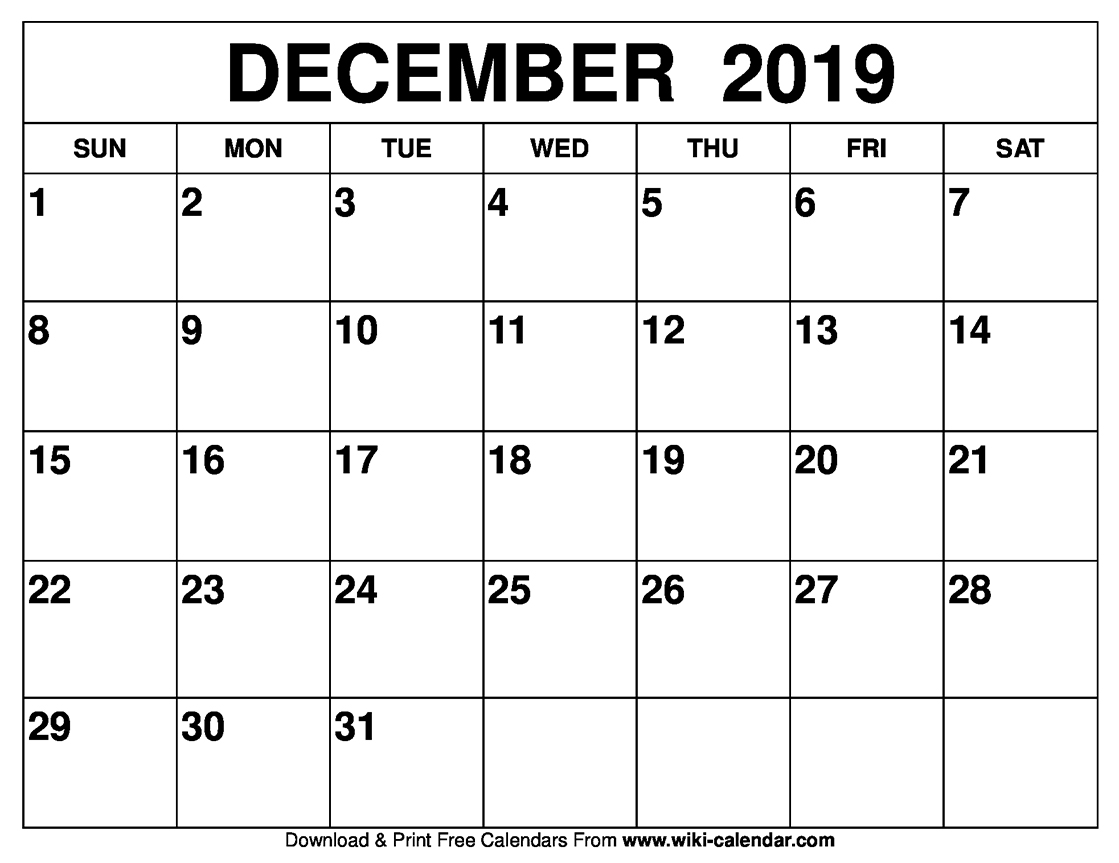 DECEMBER 2019
SUN MON TUE WED THU FRI SAT
1 2 3 4 5 6 7
8 9 10 11 12 13 14
15 16 17 18 19 20 21
22 23 24 25 26 27 28
29 30 31
Download & Print Free Calendars From www.wiki-calendar.com